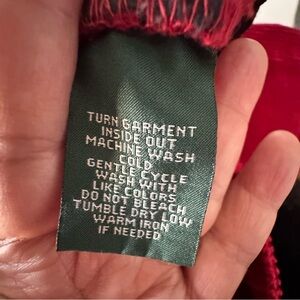 TURN GARMENT
INSIDE OUT
MACHINE WASH
COLD
GENTLE CYCLE
WASH WITH
LIKE COLORS
DO NOT BLEACH
TUMBLE DRY LOW
WARM IRON
IF NEEDED